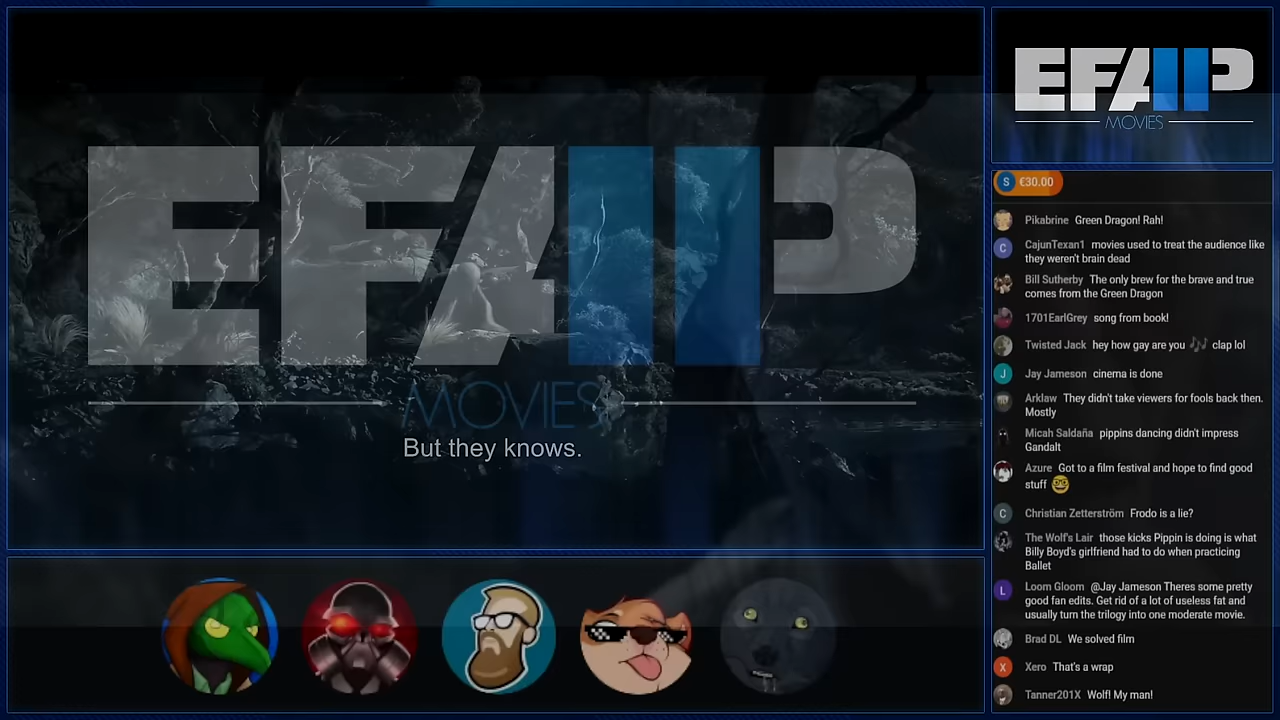 EFAP
MOVIES
But they knows.
EFAP
MOVIES
S €30.00
Pikabrine Green Dragon! Rah!
C CajunTexan1 movies used to treat the audience like
they weren't brain dead
Bill Sutherby The only brew for the brave and true
comes from the Green Dragon
1701EarlGrey song from book!
Twisted Jack hey how gay are you 🎶 clap lol
J Jay Jameson cinema is done
Arklaw They didn't take viewers for fools back then.
Mostly
Micah Saldaña pippins dancing didn't impress
Gandalt
Azure Got to a film festival and hope to find good
stuff 🤓
C Christian Zetterström Frodo is a lie?
The Wolf's Lair those kicks Pippin is doing is what
Billy Boyd's girlfriend had to do when practicing
Ballet
L Loom Gloom @Jay Jameson Theres some pretty
good fan edits. Get rid of a lot of useless fat and
usually turn the trilogy into one moderate movie.
Brad DL We solved film
X Xero That's a wrap
Tanner201X Wolf! My man!